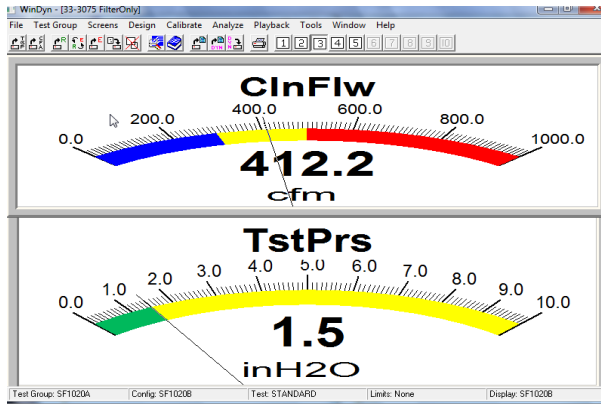 WinDyn - [33-3075 FilterOnly]
File Test Group Screens Design Calibrate Analyze Playback Tools Window Help
1 2 3 4 5 6 7 8 9 10
ClnFlw
0.0 200.0 400.0 600.0 800.0 1000.0
412.2
cfm
TstPrs
0.0 1.0 2.0 3.0 4.0 5.0 6.0 7.0 8.0 9.0 10.0
1.5
inH2O
Test Group: SF1020A Config: SF1020B Test: STANDARD Limits: None Display: SF1020B